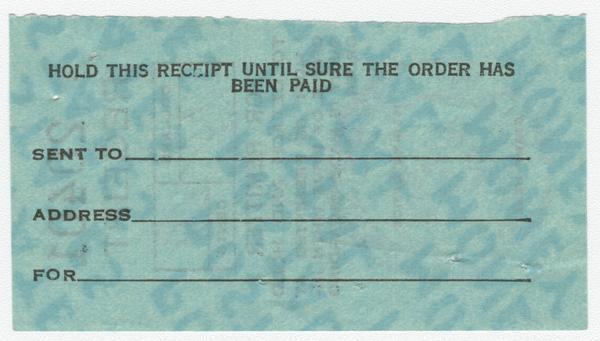 HOLD THIS RECEIPT UNTIL SURE THE ORDER HAS
BEEN PAID
SENT TO
ADDRESS
FOR